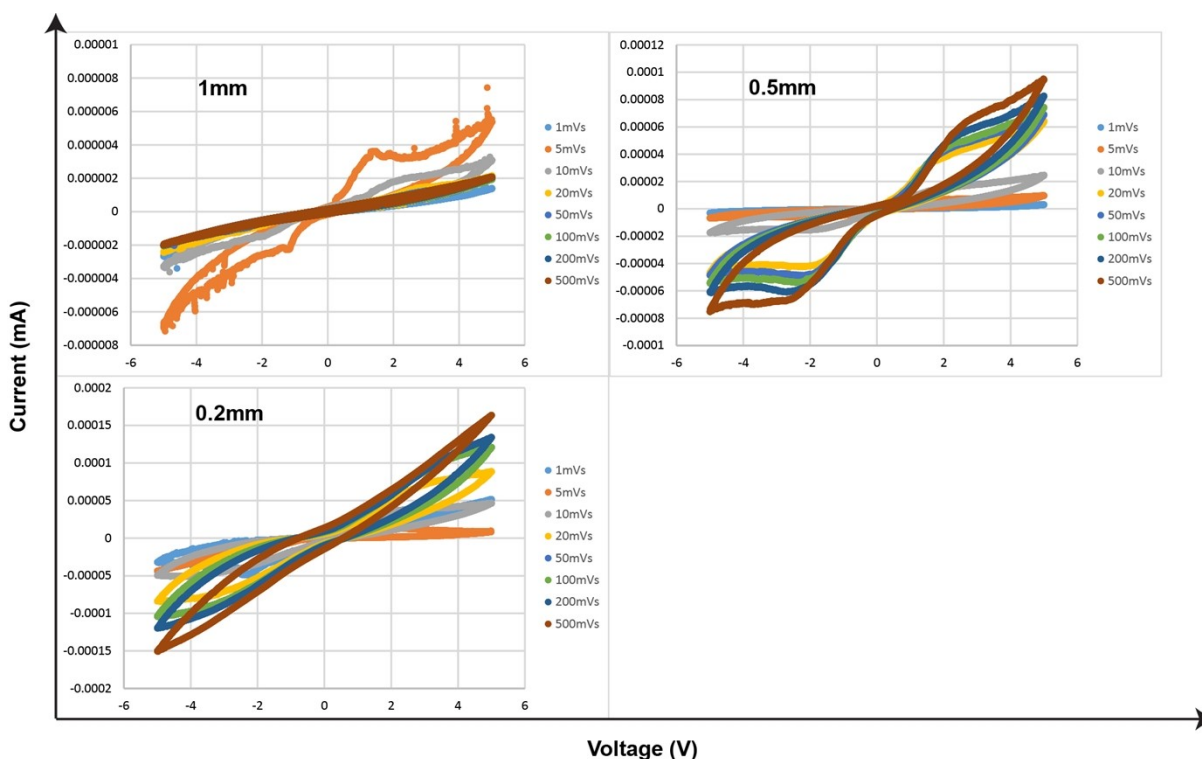 1mm
0.00001
0.000008
0.000006
0.000004
0.000002
0
-0.000002
-0.000004
-0.000006
-0.000008
-6 -4 -2 0 2 4 6
1mVs
5mVs
10mVs
20mVs
50mVs
100mVs
200mVs
500mVs
0.5mm
0.00012
0.0001
0.00008
0.00006
0.00004
0.00002
0
-0.00002
-0.00004
-0.00006
-0.00008
-0.0001
-6 -4 -2 0 2 4 6
1mVs
5mVs
10mVs
20mVs
50mVs
100mVs
200mVs
500mVs
0.2mm
0.0002
0.00015
0.0001
0.00005
0
-0.00005
-0.0001
-0.00015
-0.0002
-6 -4 -2 0 2 4 6
1mVs
5mVs
10mVs
20mVs
50mVs
100mVs
200mVs
500mVs
Current (mA)
Voltage (V)